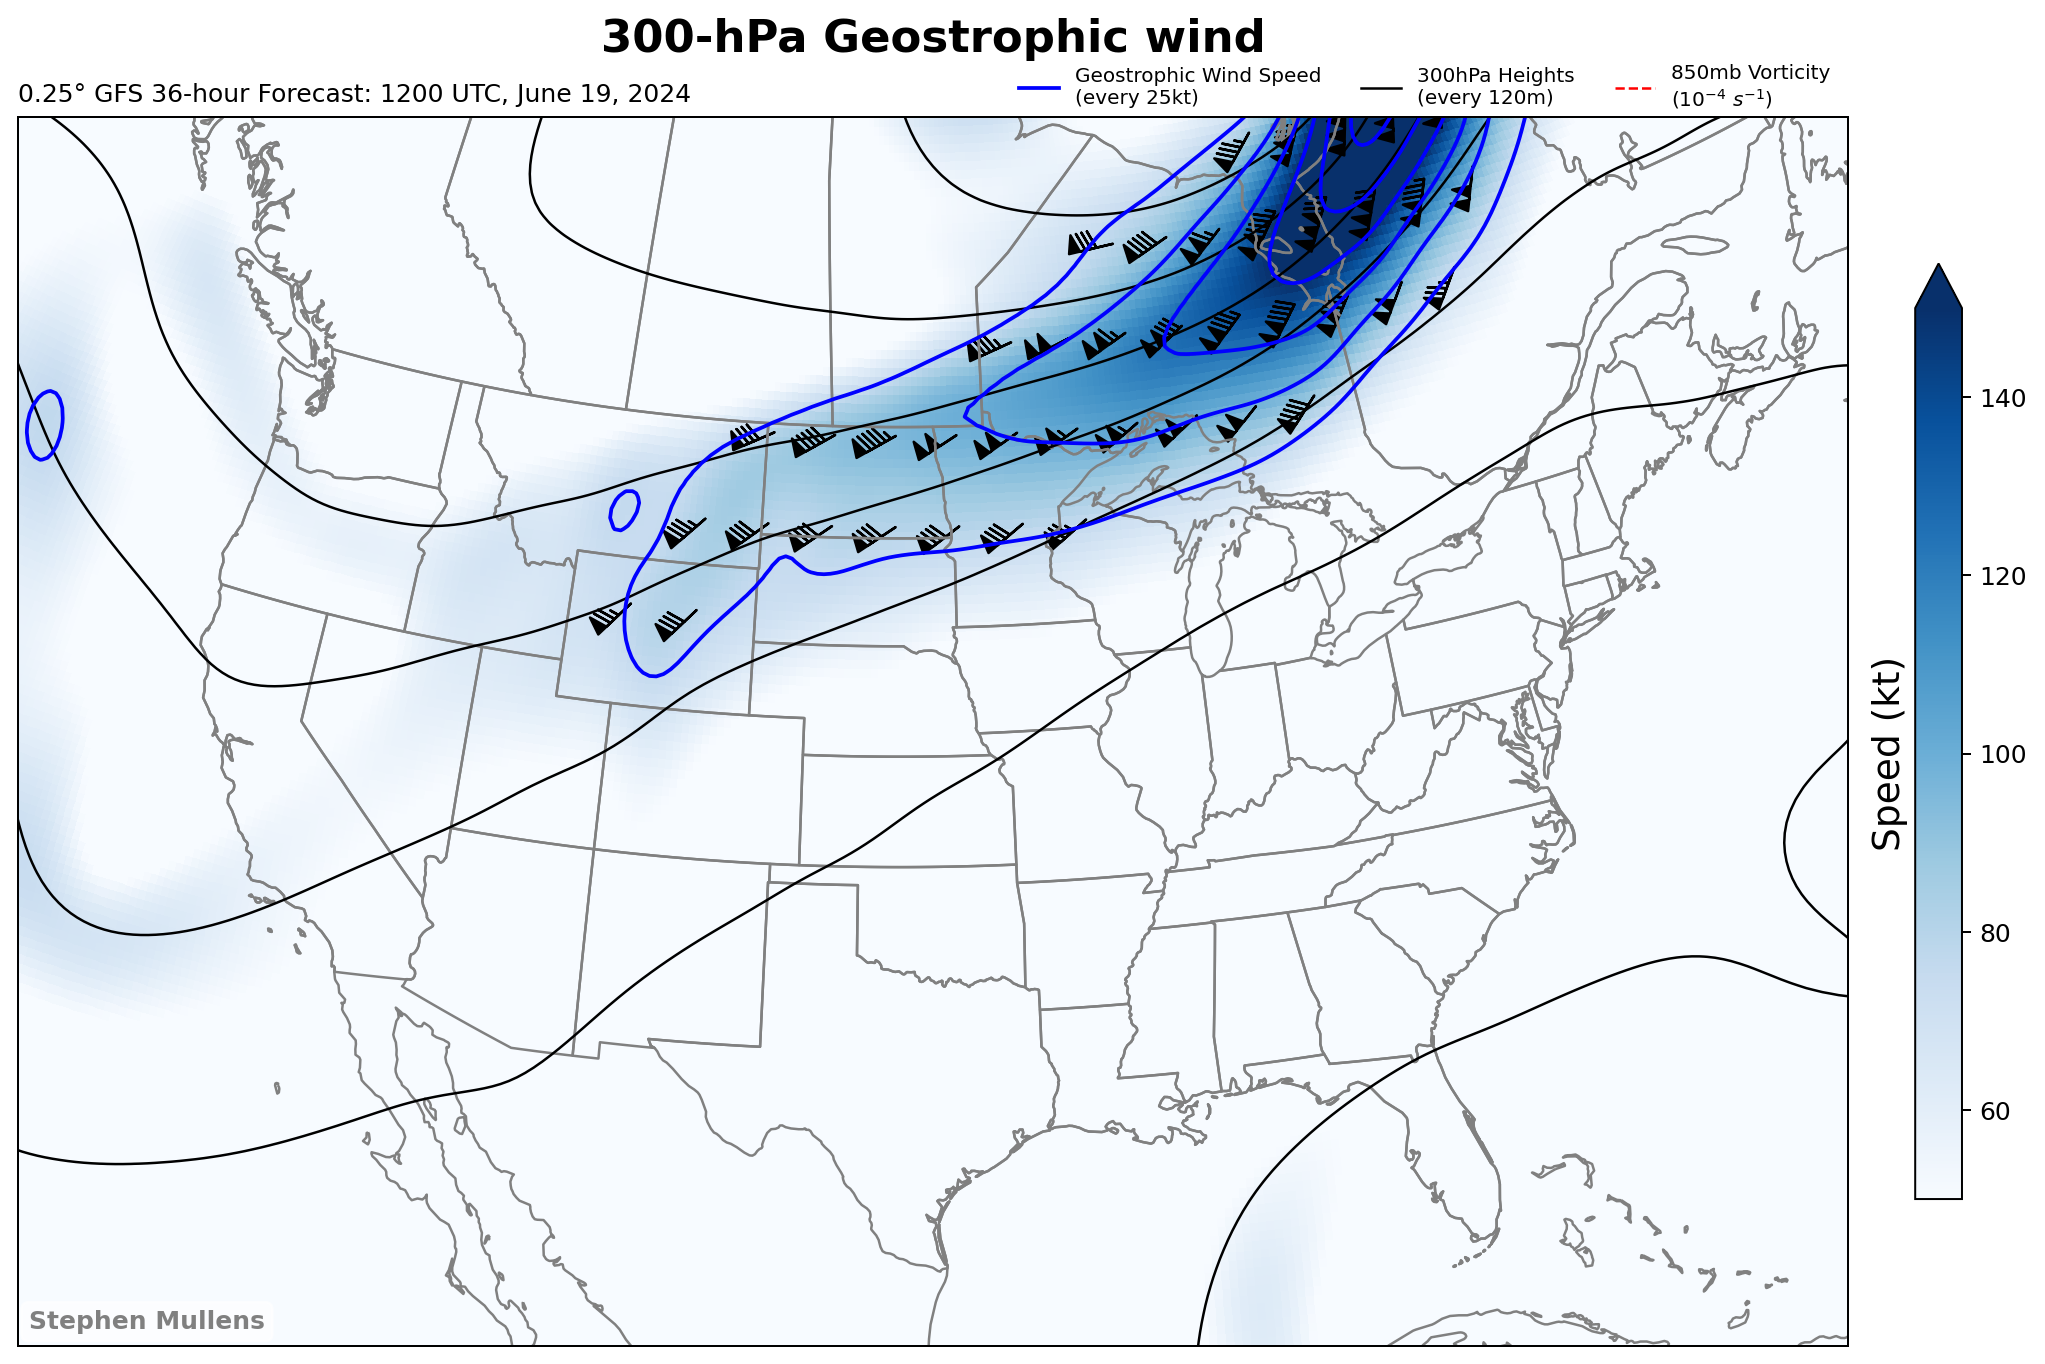 300-hPa Geostrophic wind
0.25° GFS 36-hour Forecast: 1200 UTC, June 19, 2024
Geostrophic Wind Speed
(every 25kt)
300hPa Heights
(every 120m)
850mb Vorticity
(10⁻⁴ s⁻¹)
140
120
100
80
60
Speed (kt)
Stephen Mullens